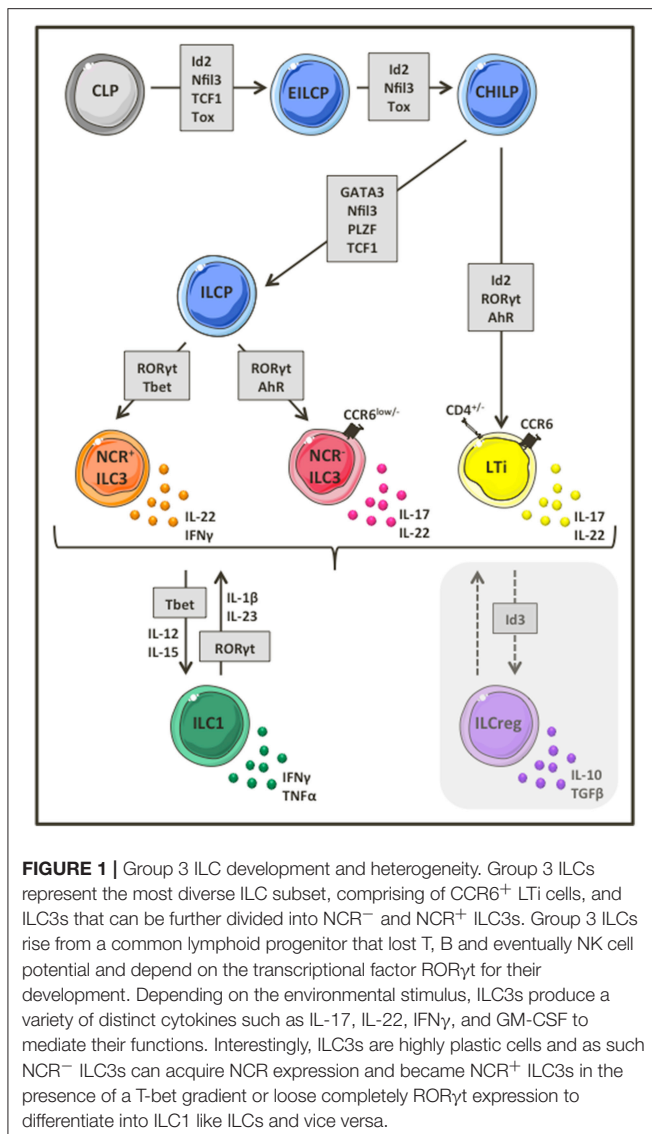 CLP
Id2
Nfil3
TCF1
Tox
EILCP
Id2
Nfil3
Tox
CHILP
GATA3
Nfil3
PLZF
TCF1
ILCP
Id2
RORγt
AhR
RORγt
Tbet
RORγt
AhR
NCR⁺
ILC3
IL-22
IFNγ
CCR6low/-
NCR⁻
ILC3
IL-17
IL-22
CD4+/-
CCR6
LTi
IL-17
IL-22
Tbet
IL-12
IL-15
IL-1β
IL-23
RORγt
Id3
ILC1
IFNγ
TNFα
ILCreg
IL-10
TGFβ
FIGURE 1 | Group 3 ILC development and heterogeneity. Group 3 ILCs
represent the most diverse ILC subset, comprising of CCR6⁺ LTi cells, and
ILC3s that can be further divided into NCR⁻ and NCR⁺ ILC3s. Group 3 ILCs
rise from a common lymphoid progenitor that lost T, B and eventually NK cell
potential and depend on the transcriptional factor RORγt for their
development. Depending on the environmental stimulus, ILC3s produce a
variety of distinct cytokines such as IL-17, IL-22, IFNγ, and GM-CSF to
mediate their functions. Interestingly, ILC3s are highly plastic cells and as such
NCR⁻ ILC3s can acquire NCR expression and became NCR⁺ ILC3s in the
presence of a T-bet gradient or loose completely RORγt expression to
differentiate into ILC1 like ILCs and vice versa.